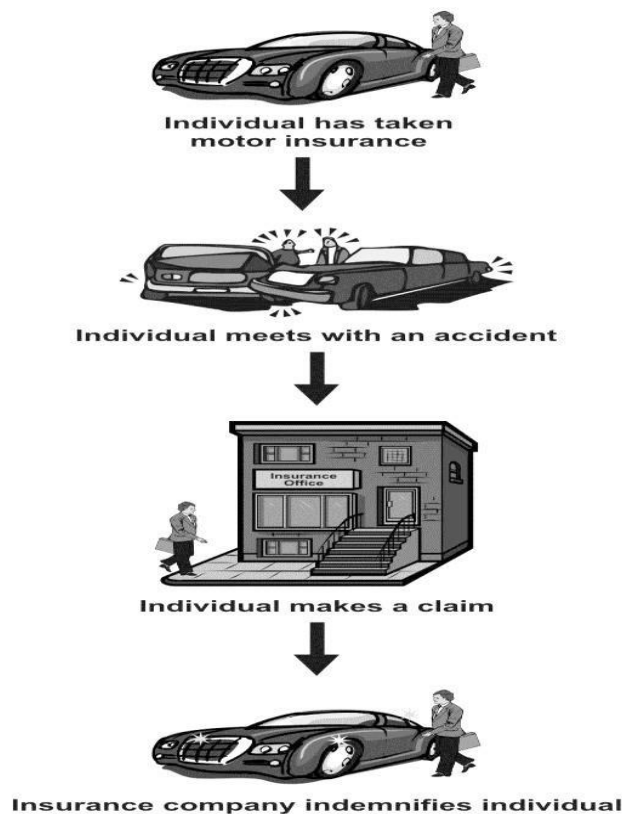 Individual has taken
motor insurance
Individual meets with an accident
Insurance
Office
Individual makes a claim
Insurance company indemnifies individual